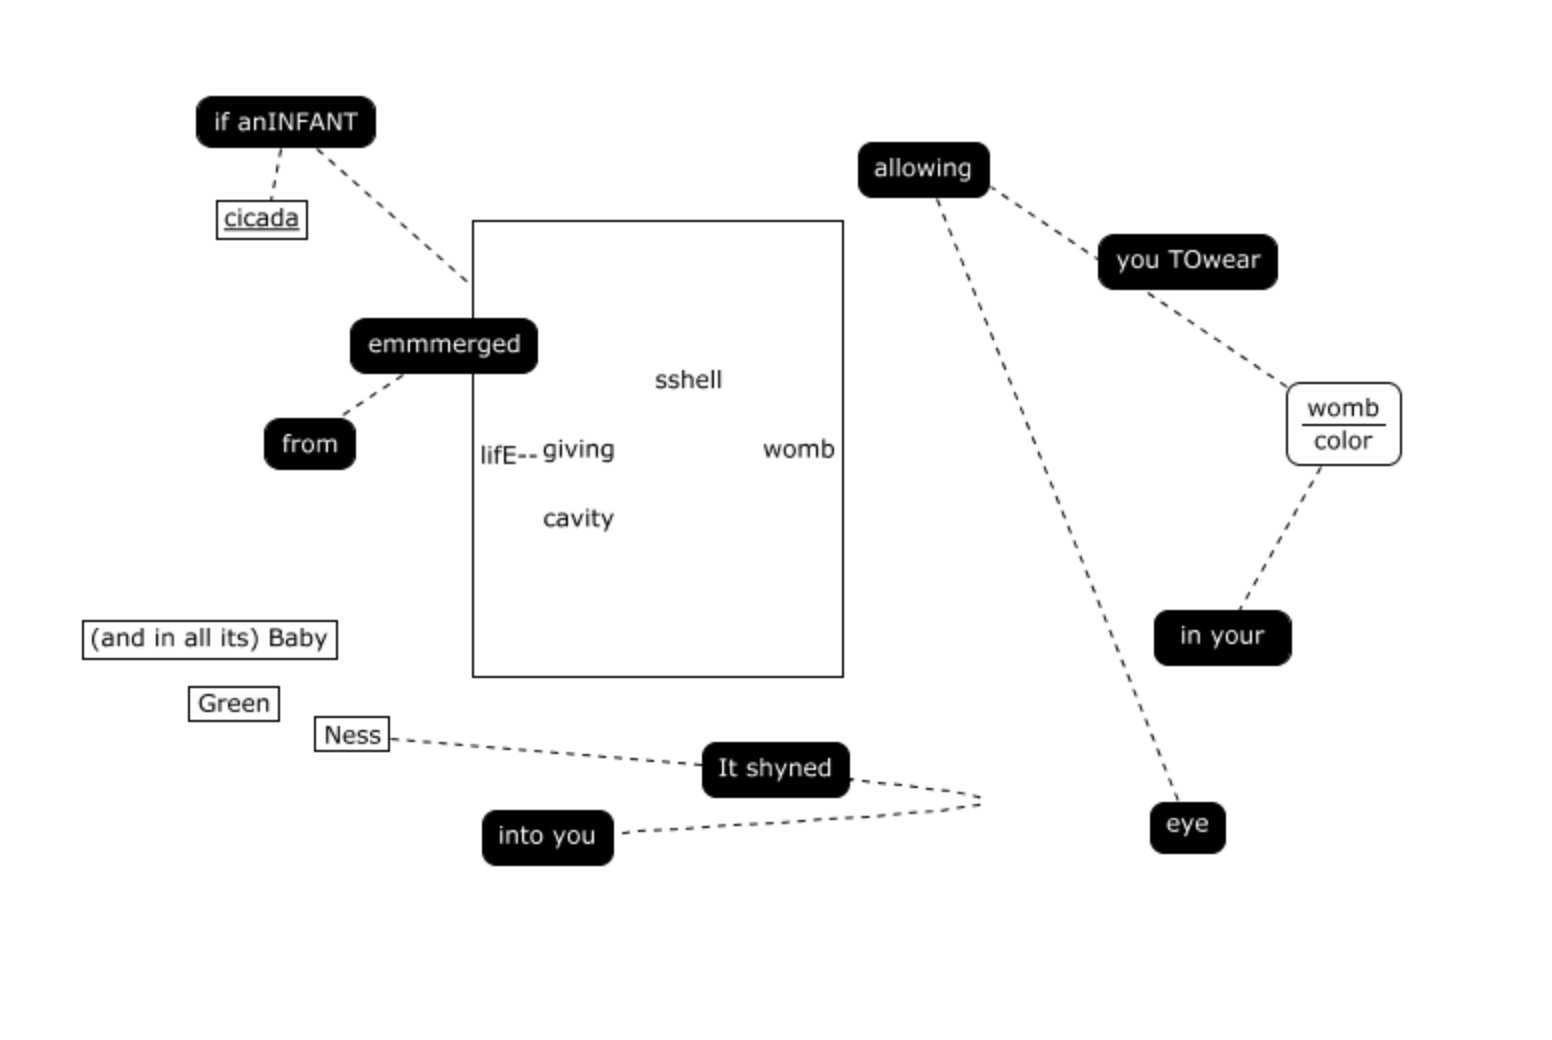 if anINFANT
cicada
emmmerged
from
sshell
lifE-- giving
womb
cavity
(and in all its) Baby
Green
Ness
It shyned
into you
allowing
you TOwear
womb
color
in your
eye